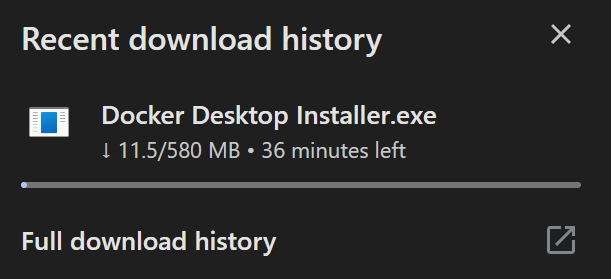 Recent download history
Docker Desktop Installer.exe
↓ 11.5/580 MB • 36 minutes left
Full download history